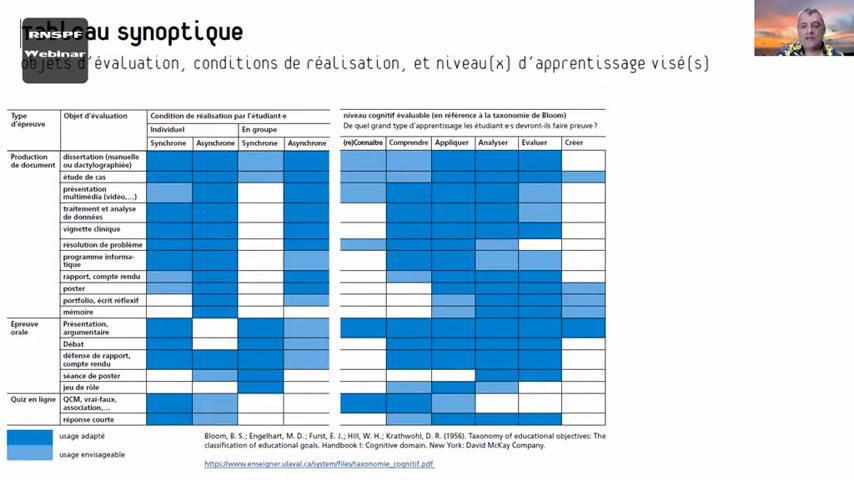 Tableau synoptique
RNSPF
Webinar
objets d'évaluation, conditions de réalisation, et niveau(x) d'apprentissage visé(s)
Type d'épreuve
Objet d'évaluation
Condition de réalisation par l'étudiant·e
Individuel
En groupe
Synchrone
Asynchrone
Synchrone
Asynchrone
niveau cognitif évaluable (en référence à la taxonomie de Bloom)
De quel grand type d'apprentissage les étudiant·e·s devront-ils faire preuve ?
(re)Connaitre
Comprendre
Appliquer
Analyser
Evaluer
Créer
Production de document
dissertation (manuelle
ou dactylographiée)
étude de cas
présentation
multimédia (vidéo,...)
traitement et analyse
de données
vignette clinique
résolution de problème
programme informa-
tique
rapport, compte rendu
poster
portfolio, écrit réflexif
mémoire
Epreuve orale
Présentation,
argumentaire
Débat
défense de rapport,
compte rendu
séance de poster
jeu de rôle
Quiz en ligne
QCM, vrai-faux,
association,...
réponse courte
usage adapté
usage envisageable
Bloom, B. S.; Engelhart, M. D.; Furst, E. J.; Hill, W. H.; Krathwohl, D. R. (1956). Taxonomy of educational objectives: The
classification of educational goals. Handbook I: Cognitive domain. New York: David McKay Company.
https://www.enseigner.ulaval.ca/system/files/taxonomie_cognitif.pdf